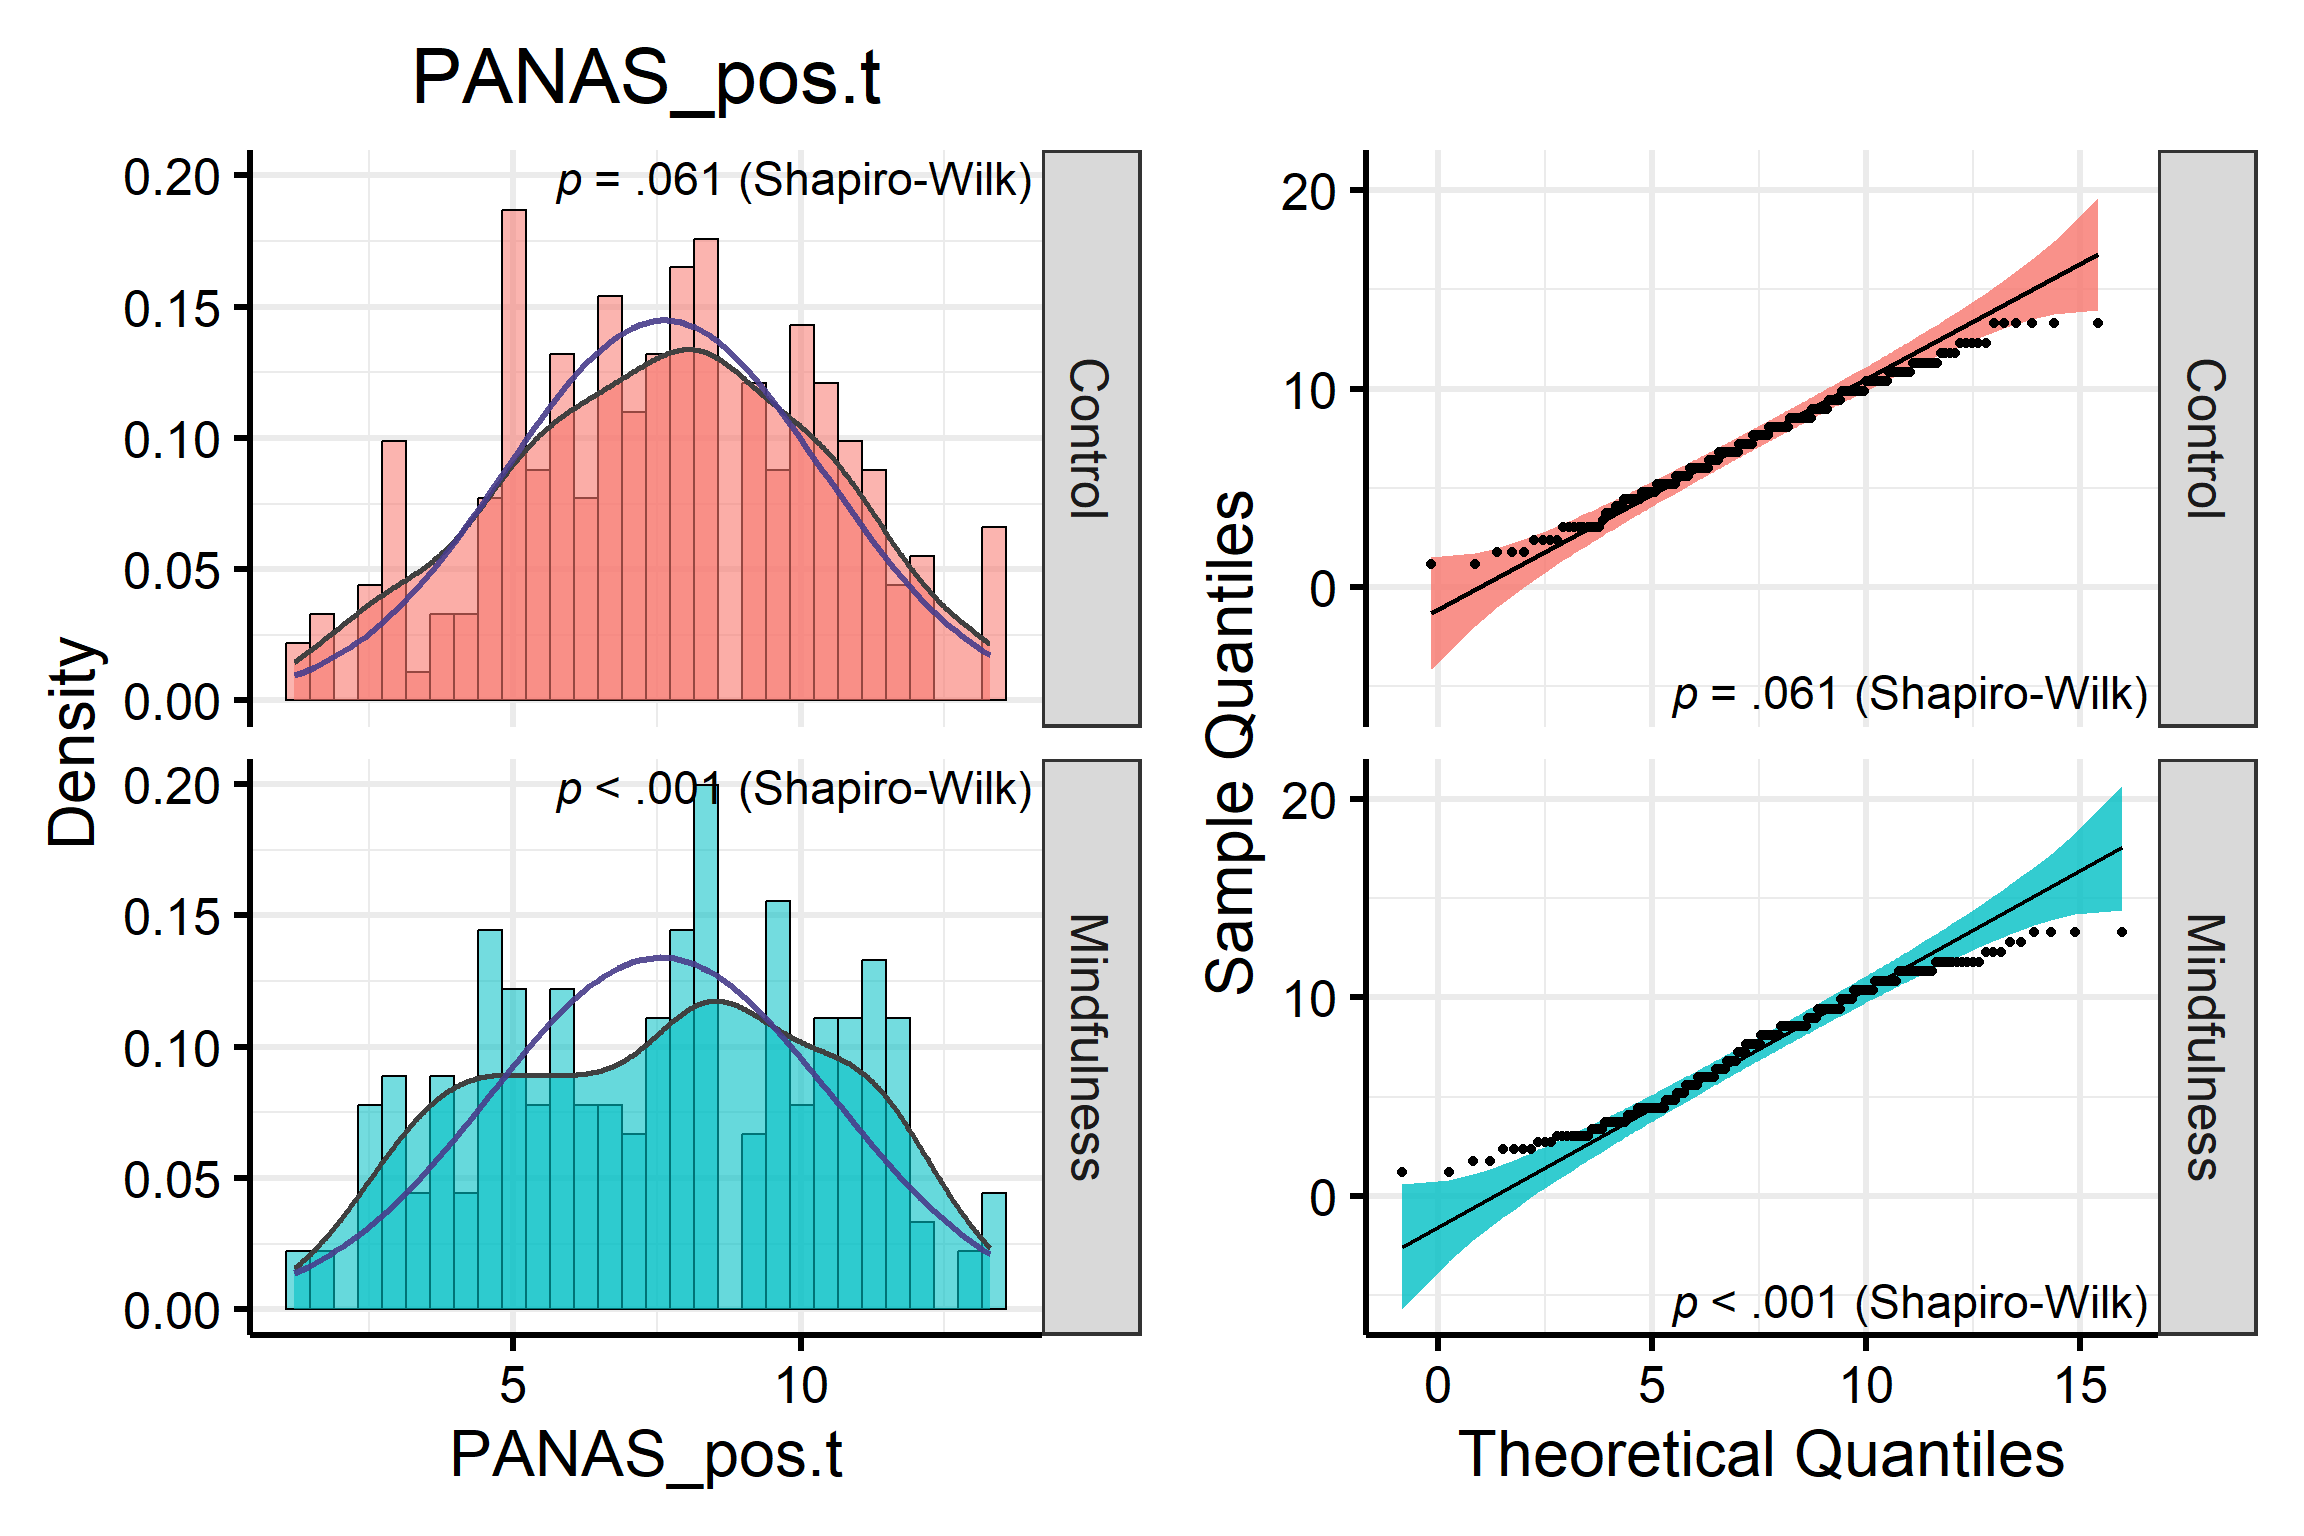 PANAS_pos.t
Density
0.20
0.15
0.10
0.05
0.00
p = .061 (Shapiro-Wilk)
Control
0.20
0.15
0.10
0.05
0.00
p < .001 (Shapiro-Wilk)
Mindfulness
5
10
PANAS_pos.t
Sample Quantiles
20
10
0
p = .061 (Shapiro-Wilk)
Control
20
10
0
p < .001 (Shapiro-Wilk)
Mindfulness
0
5
10
15
Theoretical Quantiles